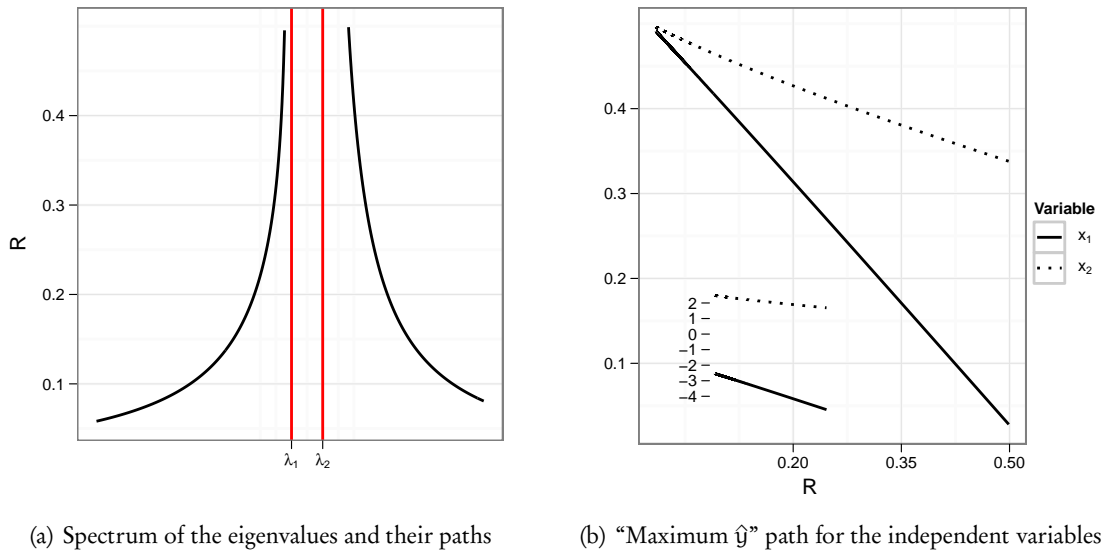 0.4
0.3
0.2
0.1
R
λ₁ λ₂
0.4
0.3
0.2
0.1
2
1
0
−1
−2
−3
−4
0.20 0.35 0.50
R
Variable
x₁
x₂
(a) Spectrum of the eigenvalues and their paths
(b) “Maximum ŷ” path for the independent variables